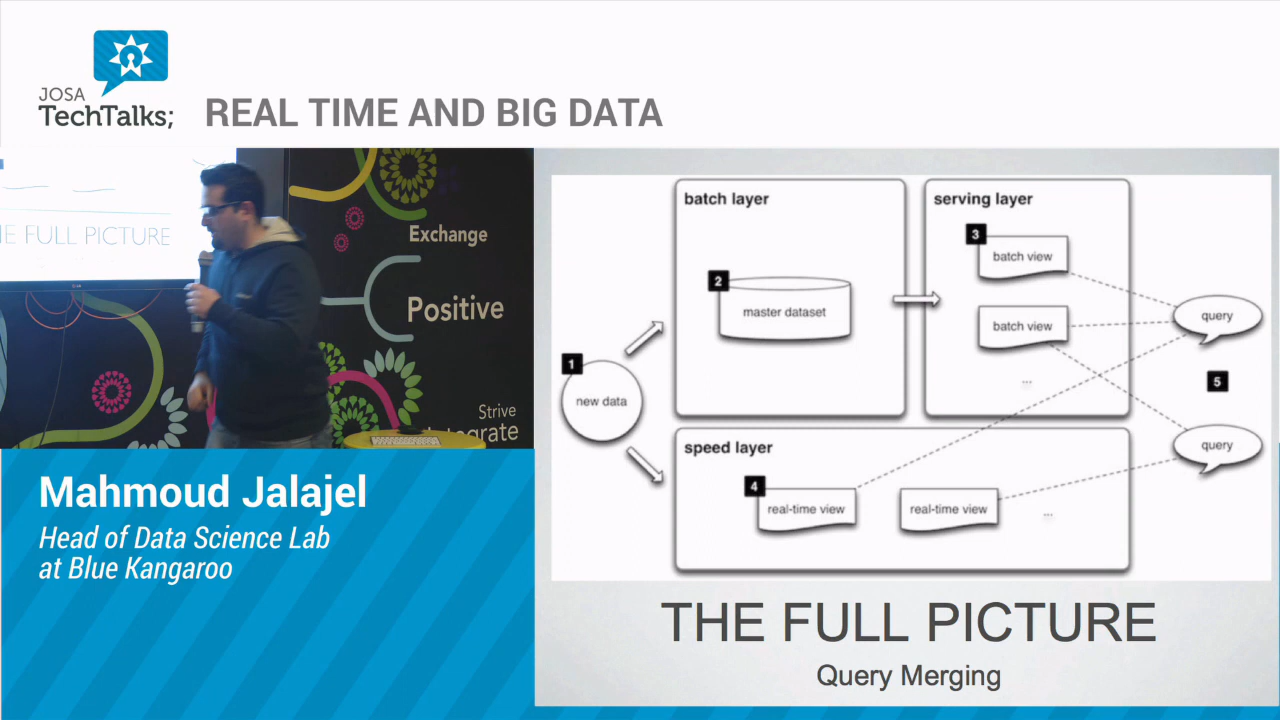 JOSA
TechTalks;
REAL TIME AND BIG DATA
THE FULL PICTURE
Exchange
Positive
Strive
Integrate
Mahmoud Jalajel
Head of Data Science Lab
at Blue Kangaroo
batch layer
serving layer
3
batch view
2
master dataset
query
batch view
1
...
5
new data
speed layer
query
4
real-time view
real-time view
...
THE FULL PICTURE
Query Merging